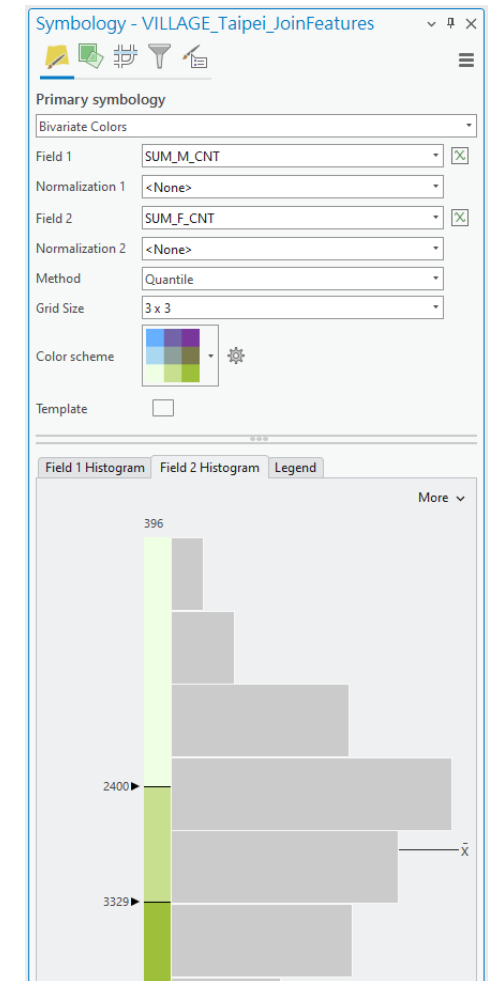 Symbology - VILLAGE_Taipei_JoinFeatures
Primary symbology
Bivariate Colors
Field 1 SUM_M_CNT
Normalization 1 <None>
Field 2 SUM_F_CNT
Normalization 2 <None>
Method Quantile
Grid Size 3 x 3
Color scheme
Template
Field 1 Histogram Field 2 Histogram Legend
More
396
2400
x̄
3329